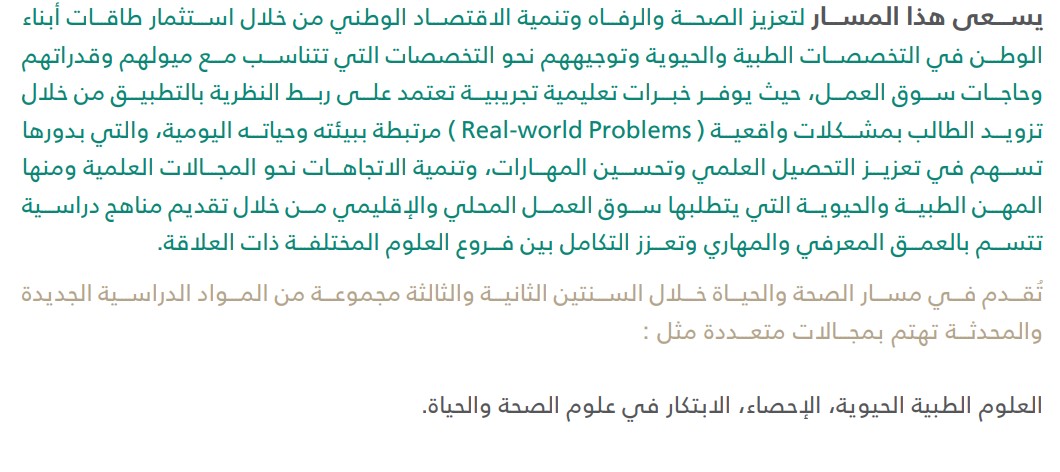 يسعى هذا المسار لتعزيز الصحة والرفاه وتنمية الاقتصاد الوطني من خلال استثمار طاقات أبناء
الوطن في التخصصات الطبية والحيوية وتوجيههم نحو التخصصات التي تتناسب مع ميولهم وقدراتهم
وحاجات سوق العمل، حيث يوفر خبرات تعليمية تجريبية تعتمد على ربط النظرية بالتطبيق من خلال
تزويد الطالب بمشكلات واقعية ( Real-world Problems ) مرتبطة ببيئته وحياته اليومية، والتي بدورها
تسهم في تعزيز التحصيل العلمي وتحسين المهارات، وتنمية الاتجاهات نحو المجالات العلمية ومنها
المهن الطبية والحيوية التي يتطلبها سوق العمل المحلي والإقليمي من خلال تقديم مناهج دراسية
تتسم بالعمق المعرفي والمهاري وتعزز التكامل بين فروع العلوم المختلفة ذات العلاقة.
تُقدم في مسار الصحة والحياة خلال السنتين الثانية والثالثة مجموعة من المواد الدراسية الجديدة
والمحدثة تهتم بمجالات متعددة مثل :
العلوم الطبية الحيوية، الإحصاء، الابتكار في علوم الصحة والحياة.